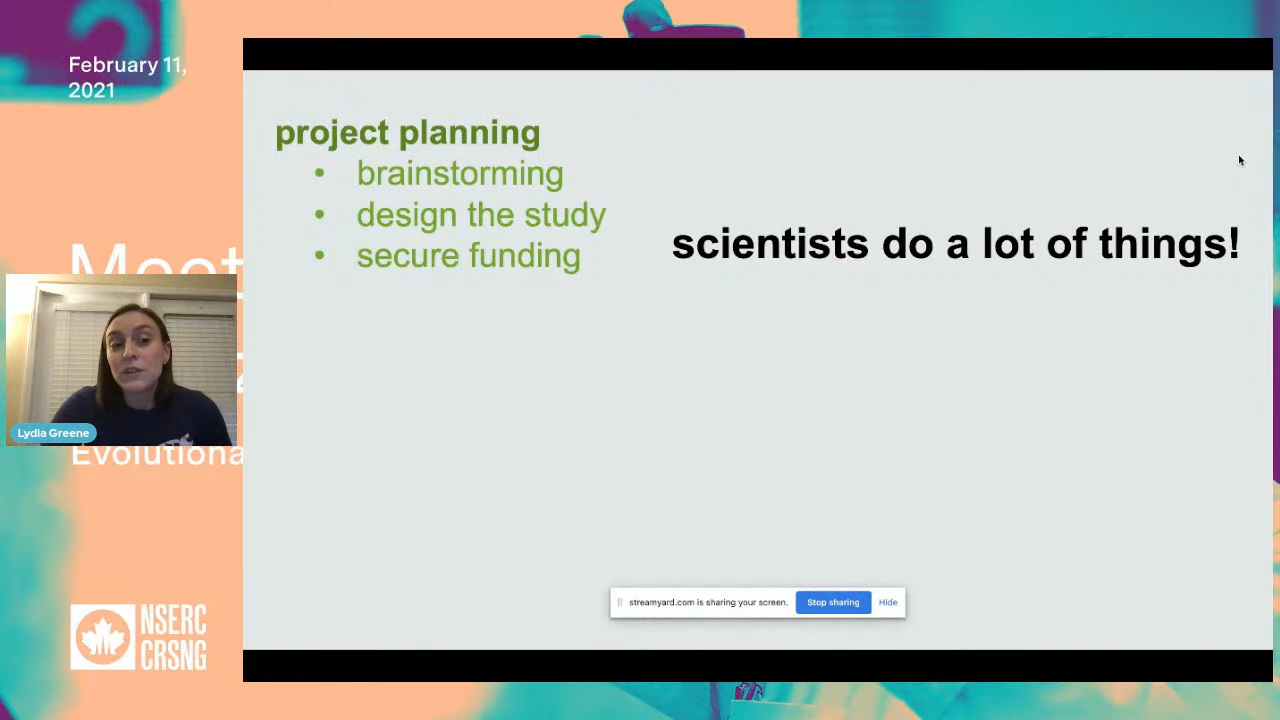 February 11,
2021
project planning
• brainstorming
• design the study
• secure funding
scientists do a lot of things!
Meet
Lydia Greene
Evolutiona
streamyard.com is sharing your screen. Stop sharing Hide
NSERC
CRSNG